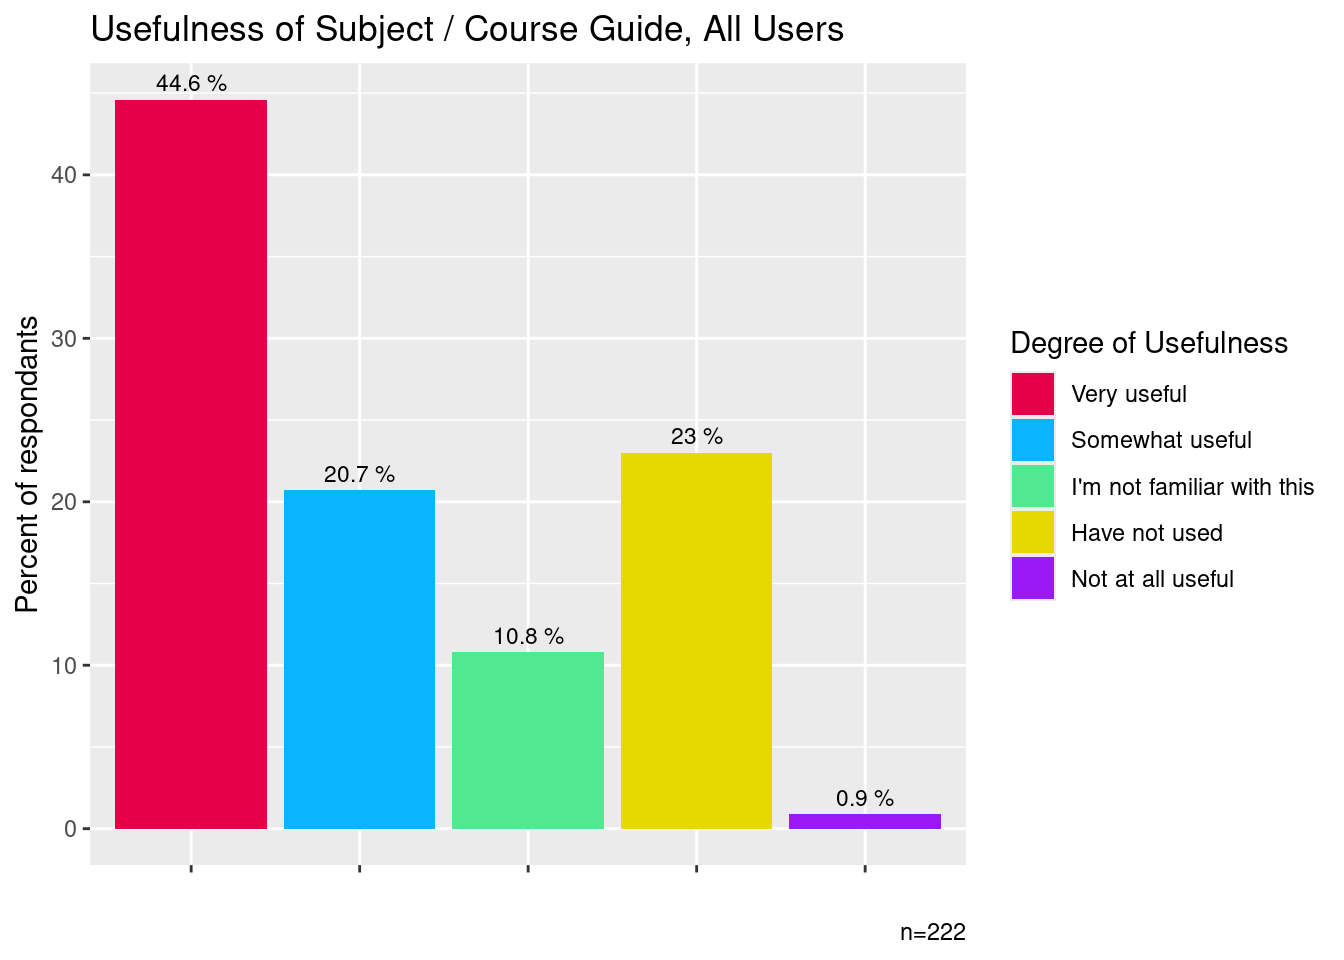 Usefulness of Subject / Course Guide, All Users
44.6 %
20.7 %
10.8 %
23 %
0.9 %
40
30
20
10
0
Percent of respondants
Degree of Usefulness
Very useful
Somewhat useful
I'm not familiar with this
Have not used
Not at all useful
n=222